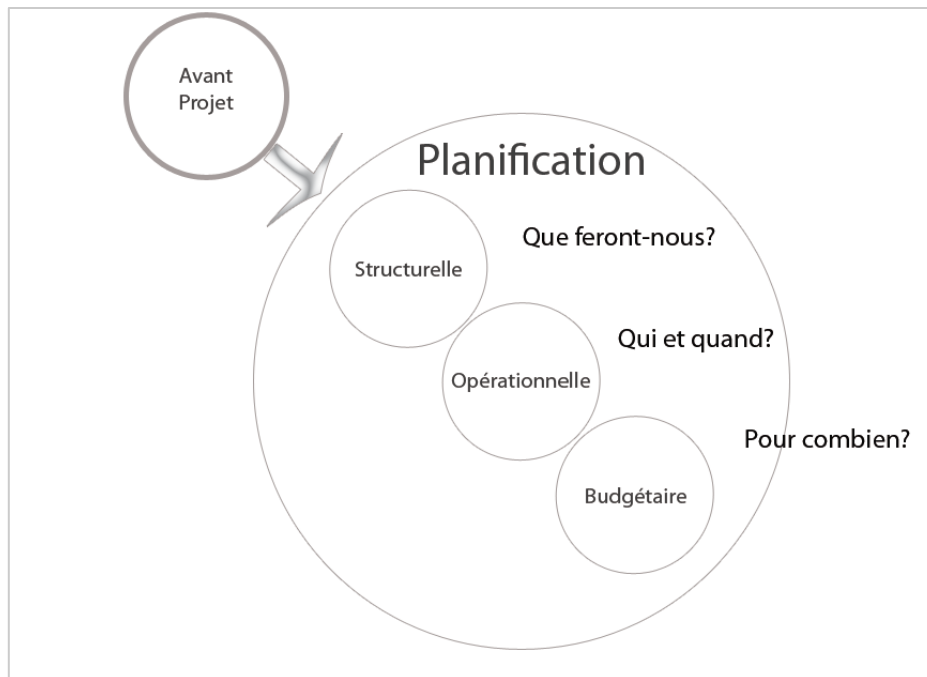 Avant
Projet
Planification
Que feront-nous?
Structurelle
Qui et quand?
Opérationnelle
Pour combien?
Budgétaire